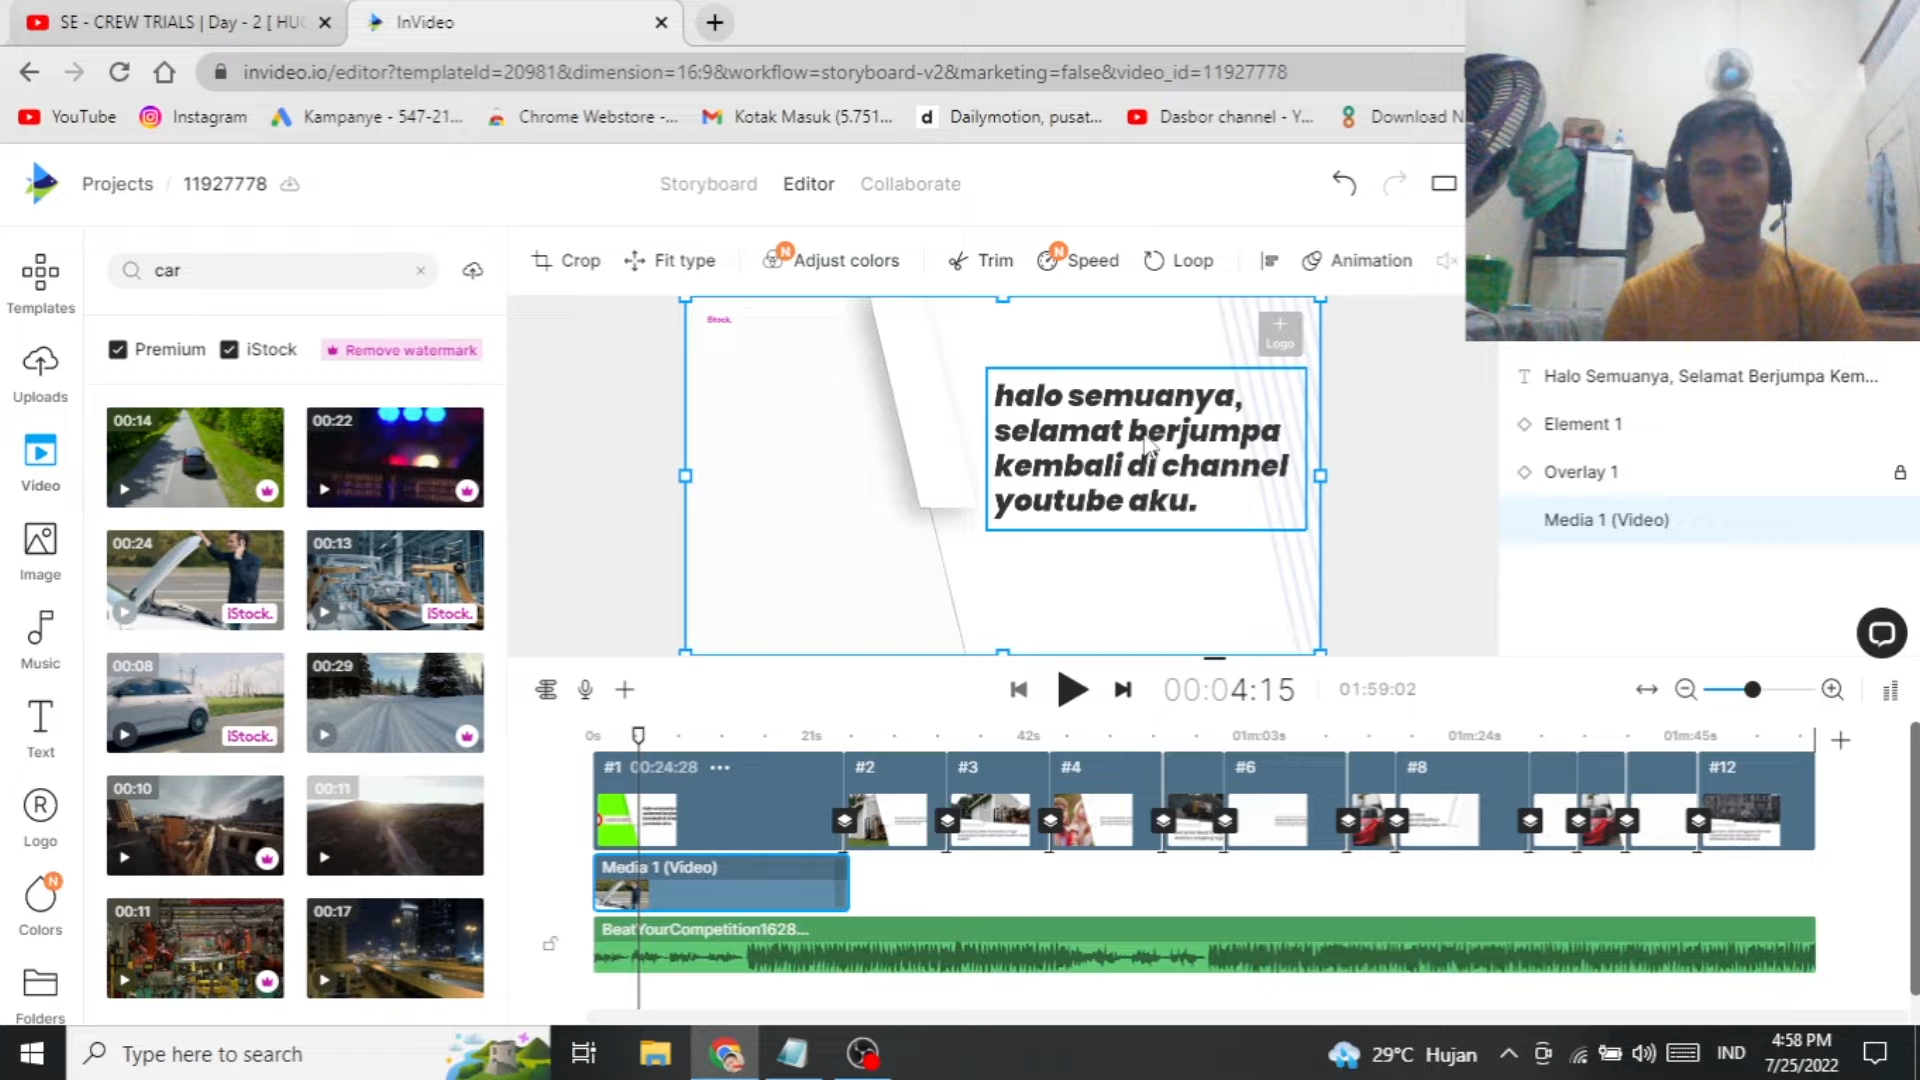 SE - CREW TRIALS | Day - 2 [ HUC
InVideo
invideo.io/editor?templateId=20981&dimension=16:9&workflow=storyboard-v2&marketing=false&video_id=11927778
YouTube
Instagram
Kampanye - 547-21...
Chrome Webstore -...
Kotak Masuk (5.751...
d
Dailymotion, pusat...
Dasbor channel - Y...
Download N
Projects / 11927778
Storyboard
Editor
Collaborate
Templates
Uploads
Video
Image
Music
Text
Logo
Colors
Folders
car
Premium
iStock
Remove watermark
00:14
00:22
00:24
iStock.
00:13
iStock.
00:08
iStock.
00:29
00:10
00:11
00:11
00:17
Crop
Fit type
N
Adjust colors
Trim
N
Speed
Loop
Animation
iStock.
Logo
halo semuanya,
selamat berjumpa
kembali di channel
youtube aku.
Halo Semuanya, Selamat Berjumpa Kem...
Element 1
Overlay 1
Media 1 (Video)
00:04:15
01:59:02
0s
21s
42s
01m:03s
01m:24s
01m:45s
#1 00:24:28
#2
#3
#4
#6
#8
#12
Media 1 (Video)
BeatYourCompetition1628...
Type here to search
29°C Hujan
IND
4:58 PM
7/25/2022